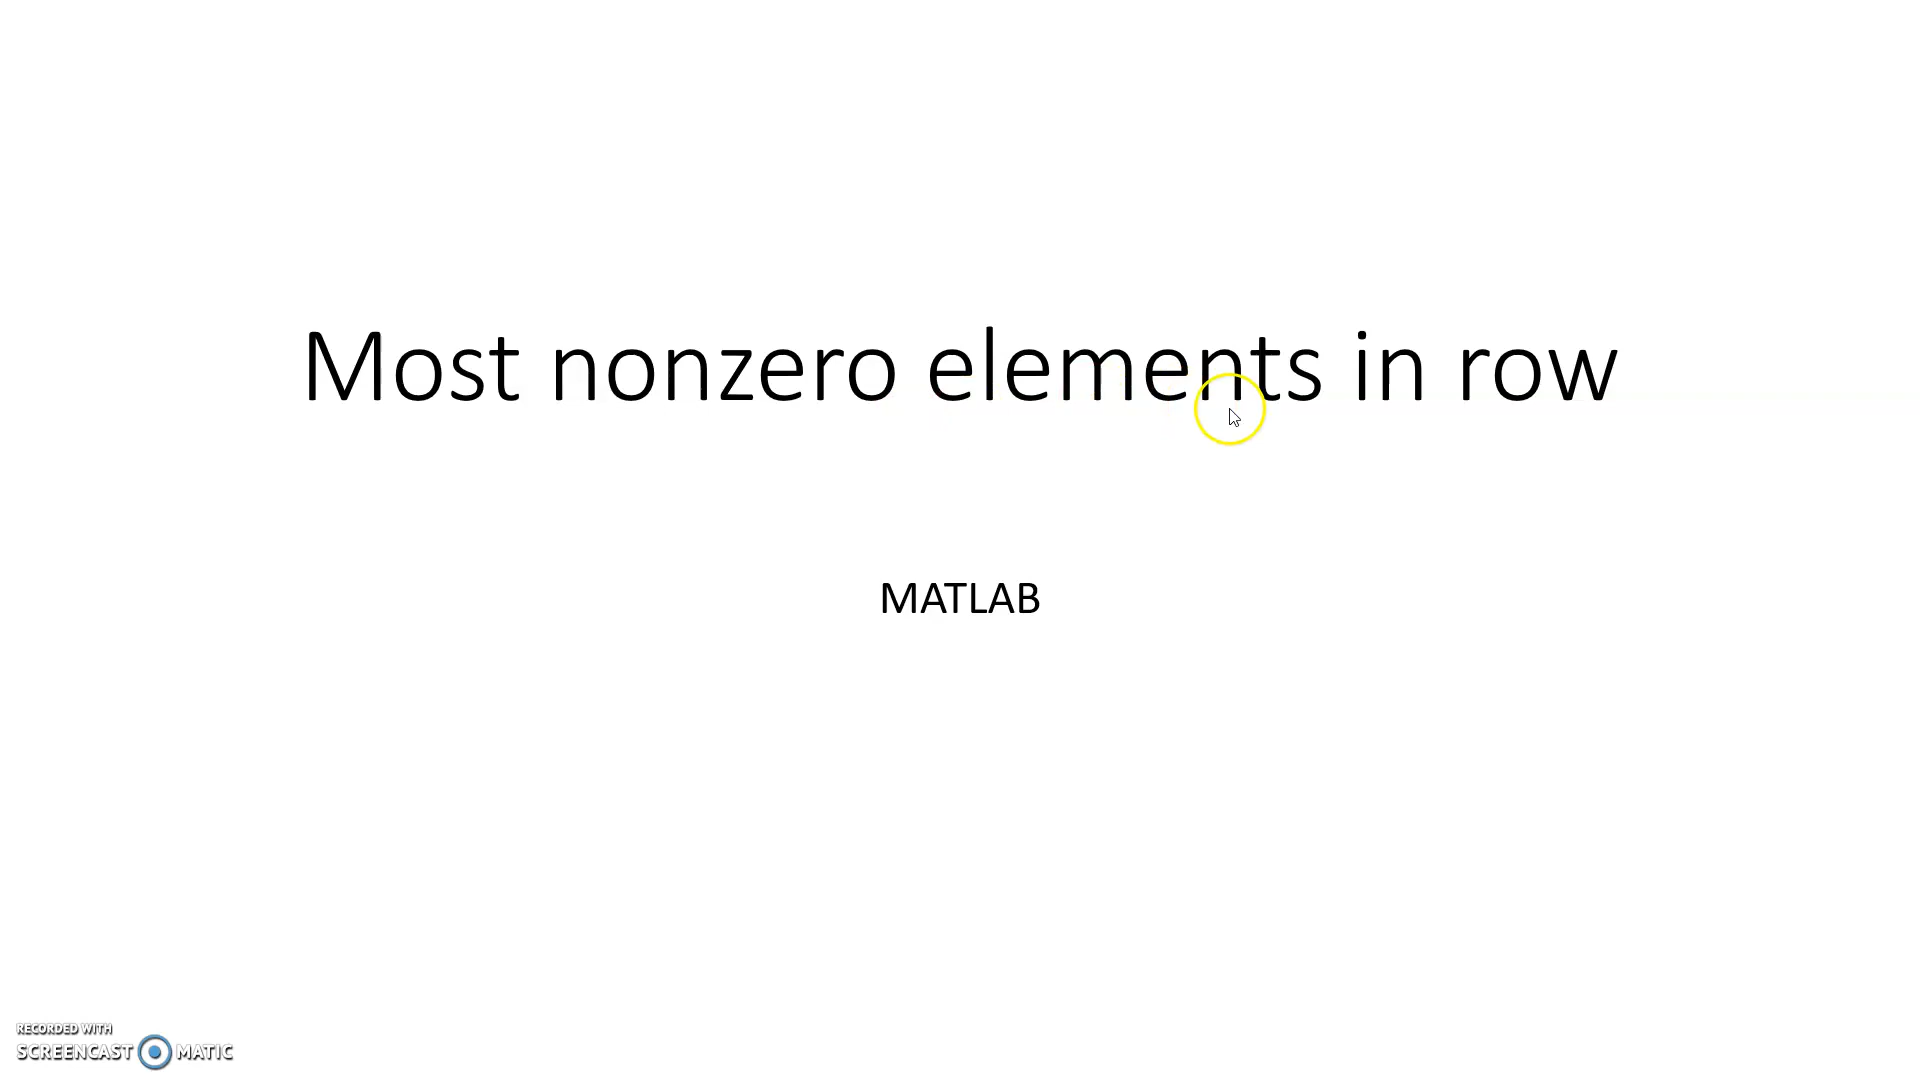 Most nonzero elements in row
MATLAB
RECORDED WITH
SCREENCAST MATIC